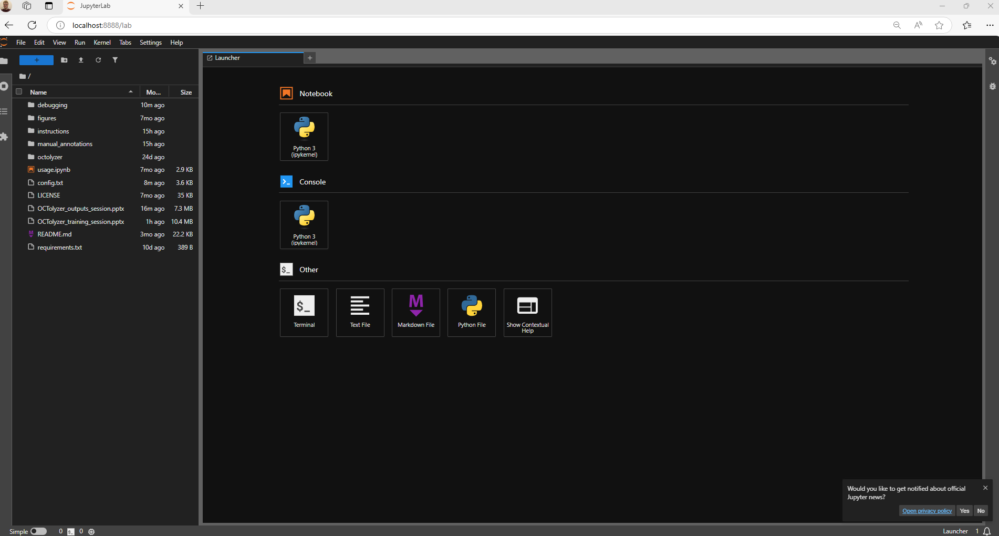 JupyterLab
localhost:8888/lab
File Edit View Run Kernel Tabs Settings Help
Launcher
/
Name Mo... Size
debugging 10m ago
figures 7mo ago
instructions 15h ago
manual_annotations 15h ago
octolyzer 24d ago
usage.ipynb 7mo ago 2.9 KB
config.txt 8m ago 3.6 KB
LICENSE 7mo ago 35 KB
OCTolyzer_outputs_session.pptx 16m ago 7.3 MB
OCTolyzer_training_session.pptx 1h ago 10.4 MB
README.md 3mo ago 22.2 KB
requirements.txt 10d ago 389 B
Notebook
Python 3
(ipykernel)
Console
Python 3
(ipykernel)
$_ Other
$_
Terminal
Text File
M
Markdown File
Python File
Show Contextual
Help
Would you like to get notified about official
Jupyter news?
Open privacy policy Yes No
Simple 0 $_ 0 Launcher 1